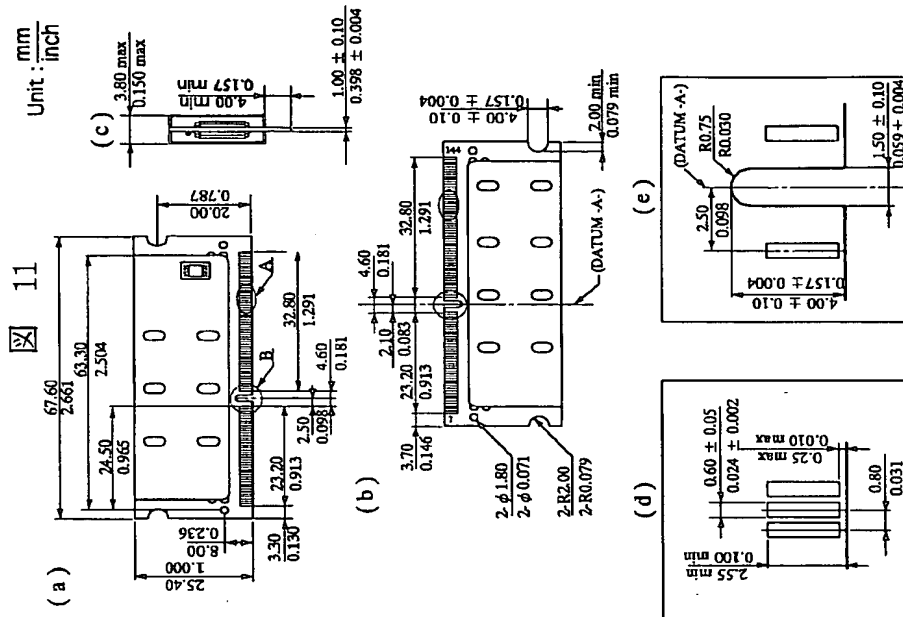 図 11
Unit : mm
inch
(a)
67.60
2.661
63.30
2.504
24.50
0.965
20.00
0.787
25.40
1.000
8.00
0.236
3.30
0.130
23.20
0.913
2.50
0.098
4.60
0.181
32.80
1.291
A
B
(c)
3.80 max
0.150 max
4.00 min
0.157 min
1.00 ± 0.10
0.398 ± 0.004
(b)
3.70
0.146
23.20
0.913
2.10
0.083
4.60
0.181
32.80
1.291
144
1
4.00 ± 0.10
0.157 ± 0.004
2.00 min
0.079 min
2-φ1.80
2-φ0.071
2-R2.00
2-R0.079
(DATUM -A-)
(d)
2.55 min
0.100 min
0.60 ± 0.05
0.024 ± 0.002
0.25 max
0.010 max
0.80
0.031
(e)
(DATUM -A-)
R0.75
R0.030
2.50
0.098
4.00 ± 0.10
0.157 ± 0.004
1.50 ± 0.10
0.059 ± 0.004